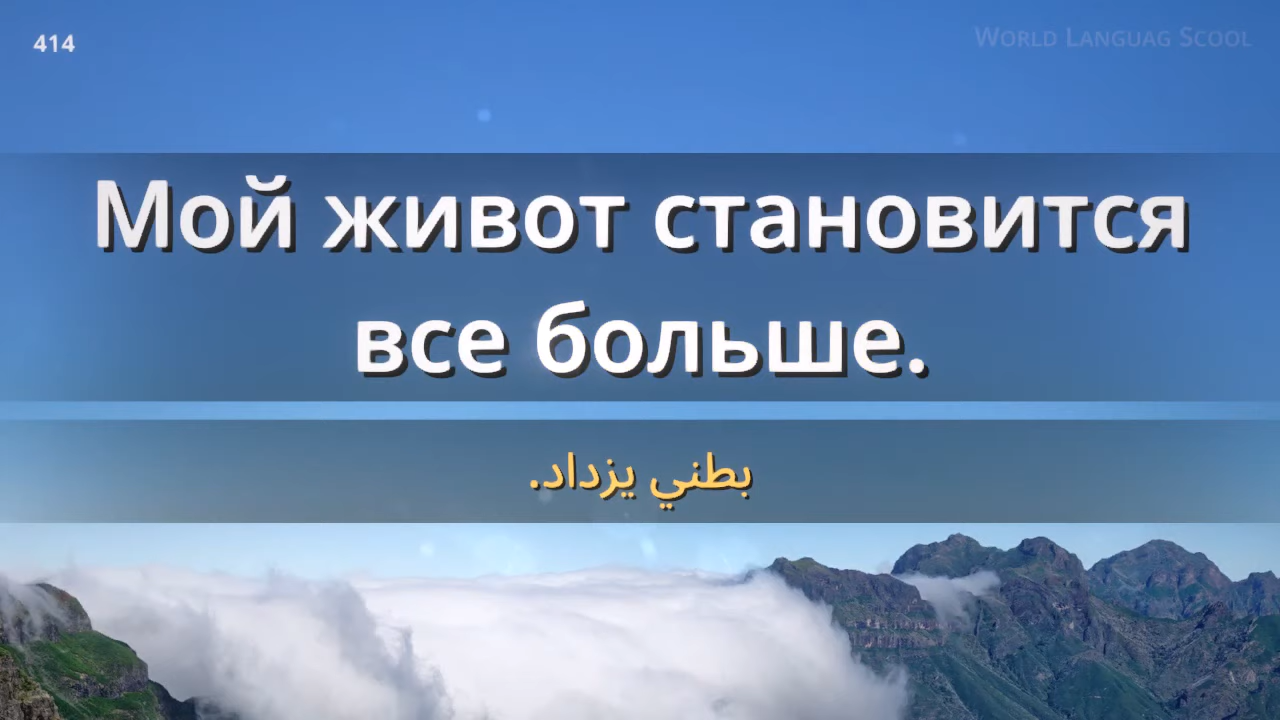 414
World Languag Scool
Мой живот становится
все больше.
بطني يزداد.